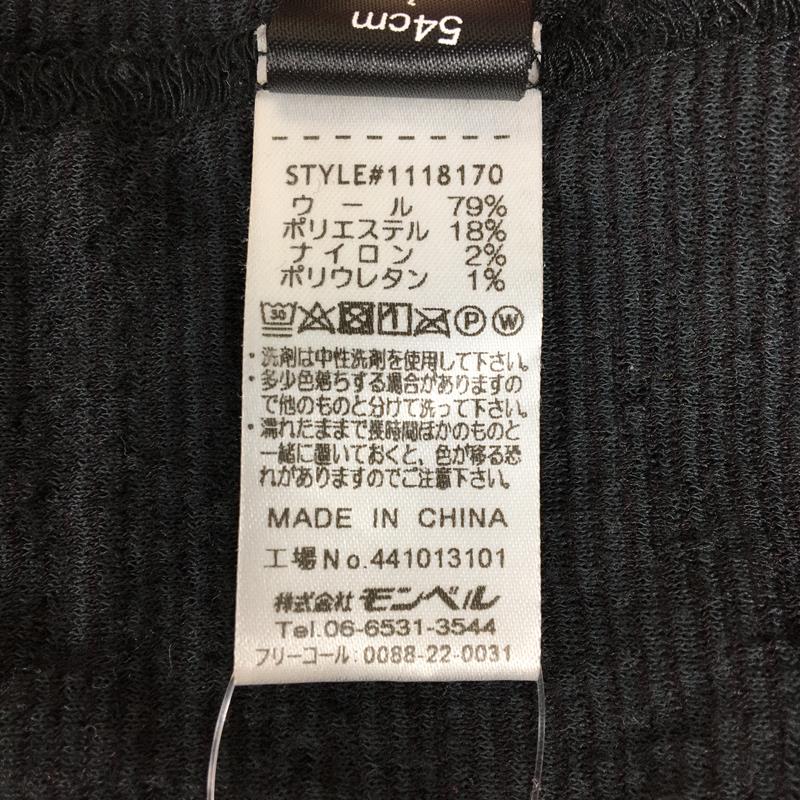 54cm
STYLE#1118170
ウール 79%
ポリエステル 18%
ナイロン 2%
ポリウレタン 1%
30 P W
・洗剤は中性洗剤を使用して下さい。
・多少色落ちする場合がありますの
で他のものと分けて洗って下さい。
・濡れたままで長時間ほかのものと
一緒に置いておくと、色が移る恐
れがありますのでご注意下さい。
MADE IN CHINA
工場No.441013101
株式会社 モンベル
Tel.06-6531-3544
フリーコール:0088-22-0031